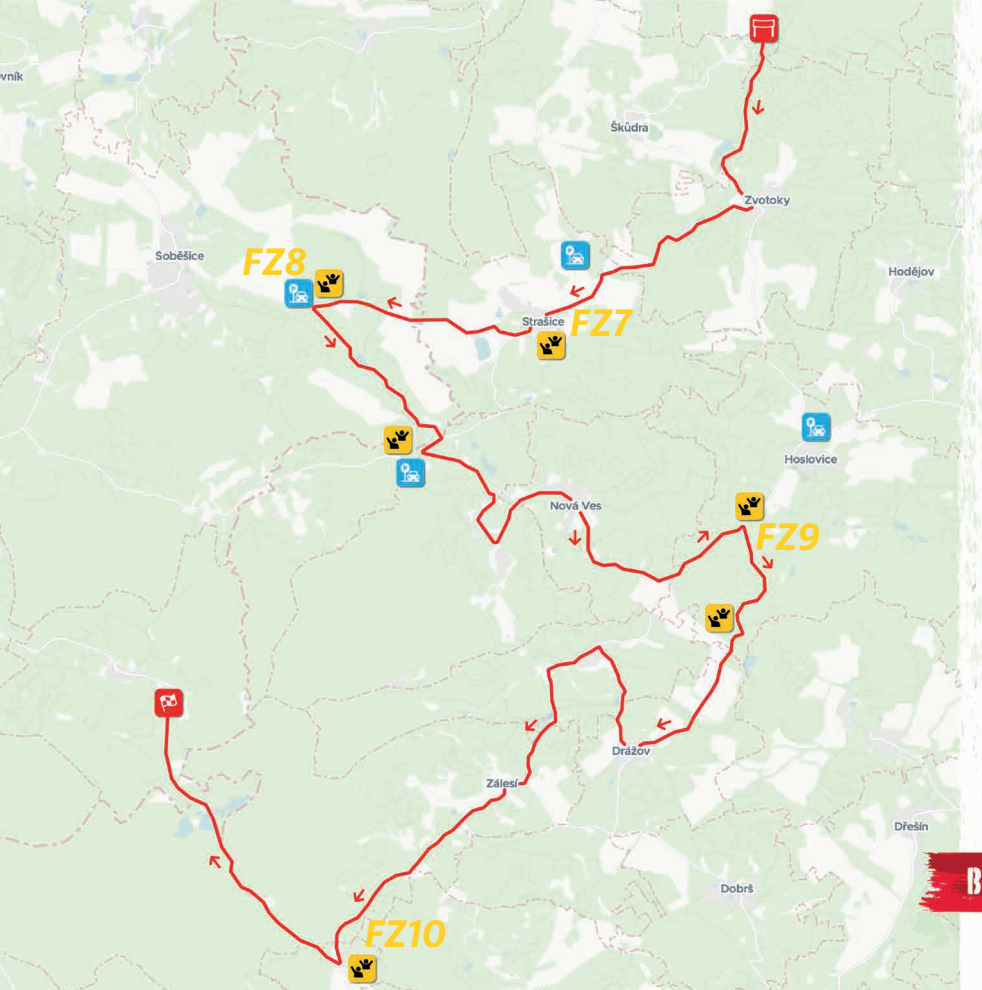 vník
Škůdra
Zvotoky
Soběšice
FZ8
Hodějov
Strašice
FZ7
Hoslovice
Nová Ves
FZ9
Drážov
Zálesí
Dřešín
B
Dobrš
FZ10